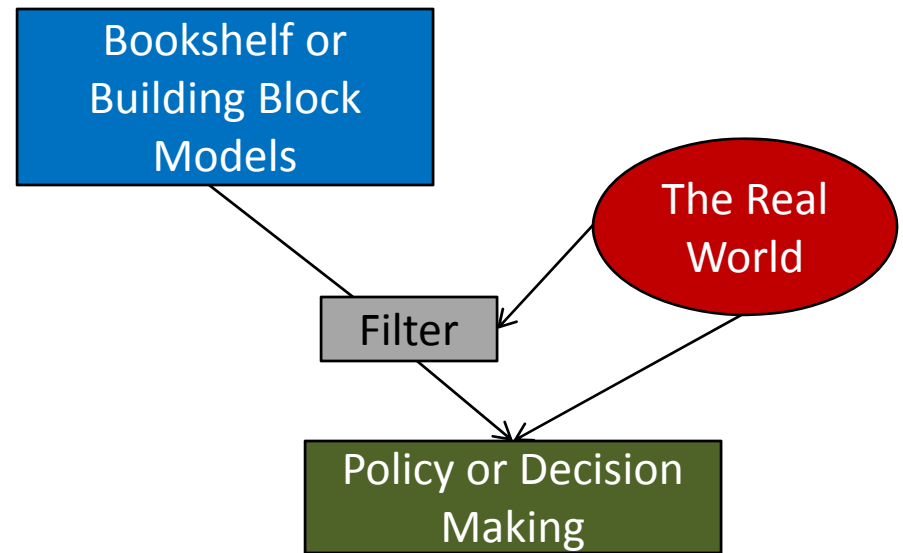 Bookshelf or
Building Block
Models
The Real
World
Filter
Policy or Decision
Making